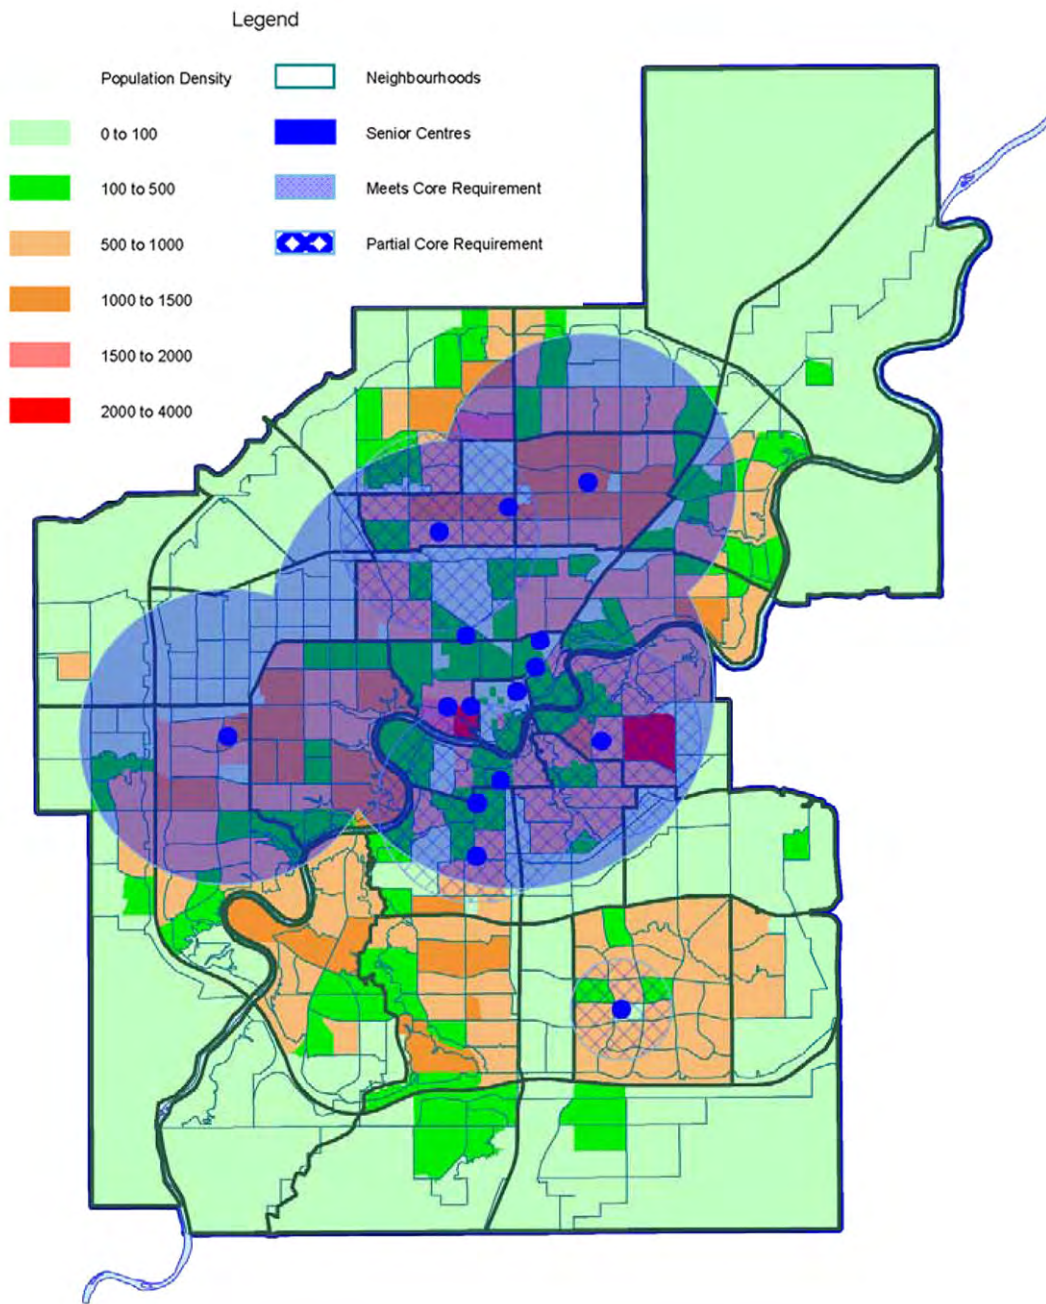 Legend
Population Density
Neighbourhoods
0 to 100
Senior Centres
100 to 500
Meets Core Requirement
500 to 1000
Partial Core Requirement
1000 to 1500
1500 to 2000
2000 to 4000